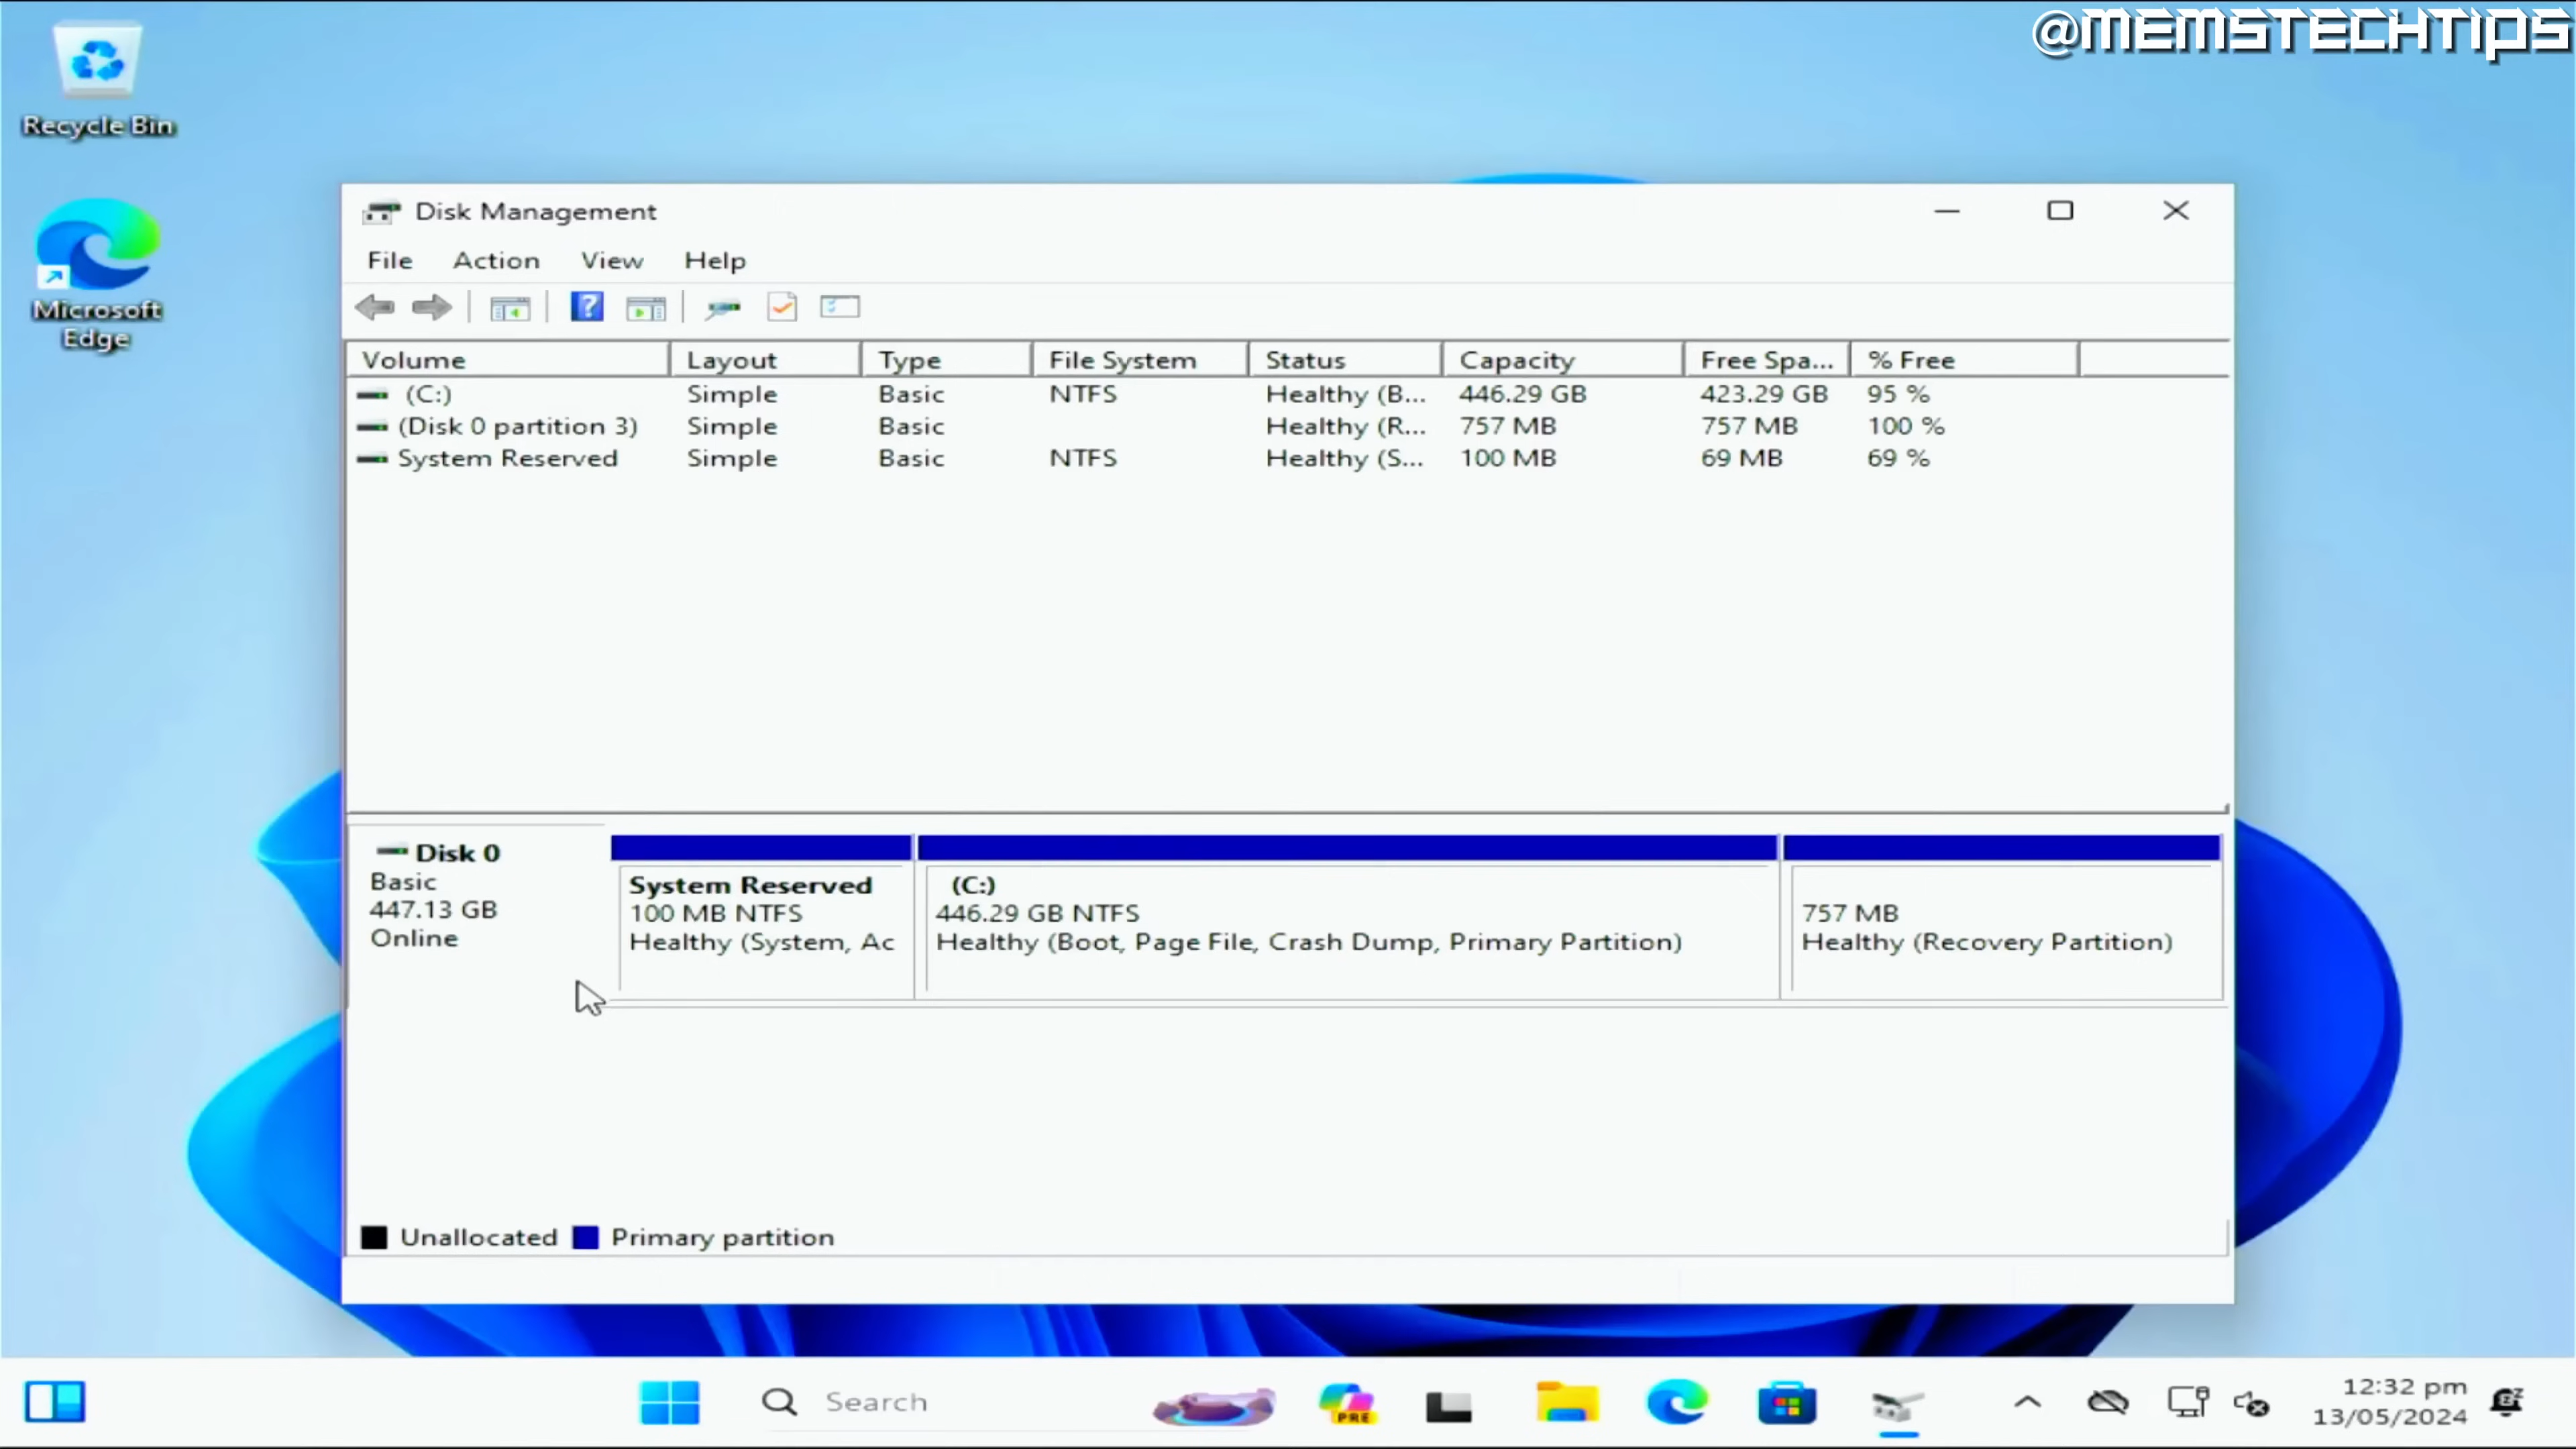 @MEMSTECHTIPS
Recycle Bin
Microsoft
Edge
Disk Management
File Action View Help
Volume Layout Type File System Status Capacity Free Spa... % Free
(C:) Simple Basic NTFS Healthy (B... 446.29 GB 423.29 GB 95 %
(Disk 0 partition 3) Simple Basic Healthy (R... 757 MB 757 MB 100 %
System Reserved Simple Basic NTFS Healthy (S... 100 MB 69 MB 69 %
Disk 0
Basic
447.13 GB
Online
System Reserved
100 MB NTFS
Healthy (System, Ac
(C:)
446.29 GB NTFS
Healthy (Boot, Page File, Crash Dump, Primary Partition)
757 MB
Healthy (Recovery Partition)
Unallocated Primary partition
Search
PRE
12:32 pm
13/05/2024